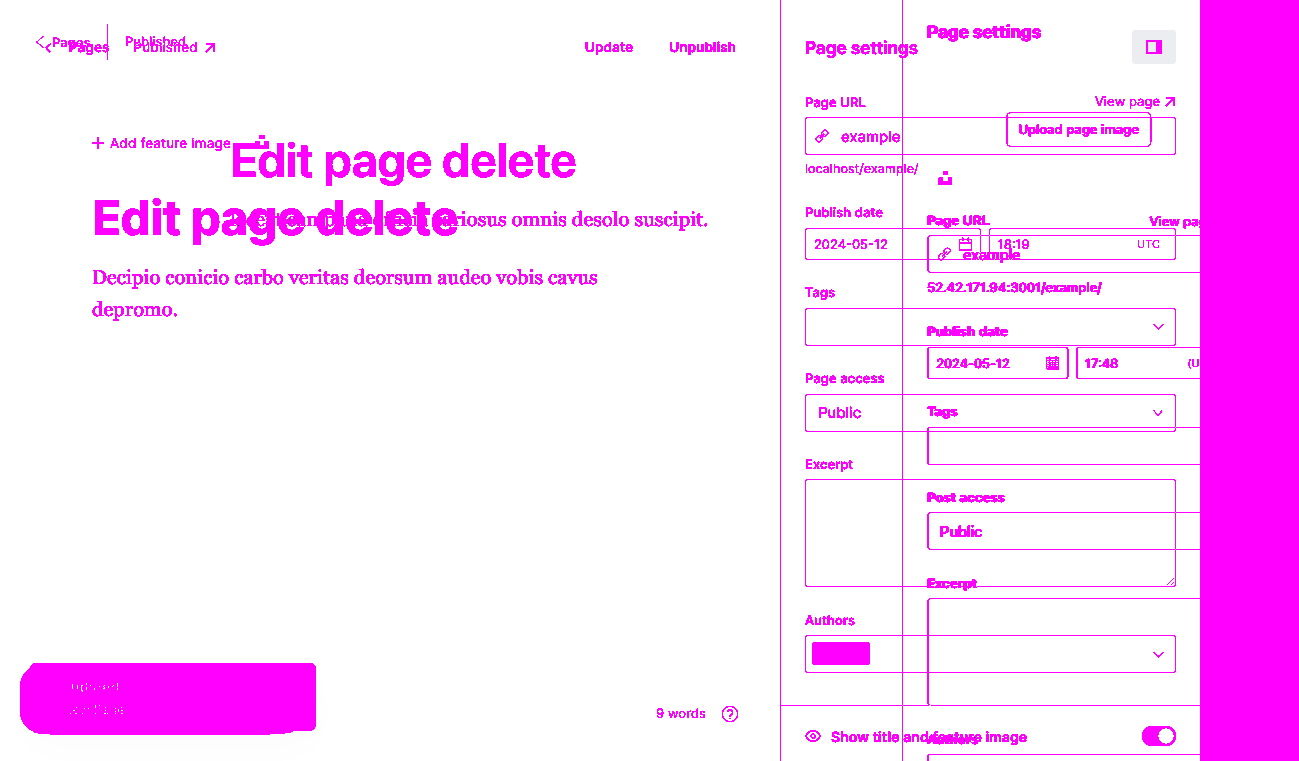 Pages
Published
Pages
Published
Update
Unpublish
Page settings
Page settings
Page URL
View page
Upload page image
example
localhost/example/
Add feature image
Edit page delete
Edit page delete
omnis desolo suscipit.
Decipio conicio carbo veritas deorsum audeo vobis cavus
depromo.
Publish date
Page URL
View pa
2024-05-12
18:19
UTC
example
52.42.171.94:3001/example/
Tags
Publish date
2024-05-12
17:48
(U
Page access
Public
Tags
Excerpt
Post access
Public
Excerpt
Authors
9 words
Show title and feature image